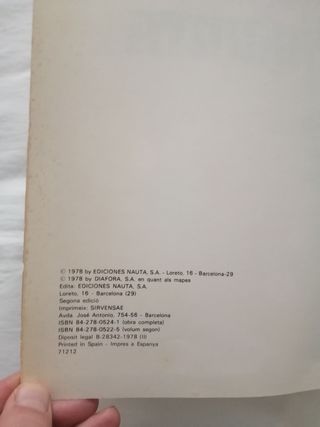 © 1978 by EDICIONES NAUTA, S.A. - Loreto, 16 - Barcelona-29
© 1978 by DIAFORA, S.A. en quant als mapes
Edita: EDICIONES NAUTA, S.A.
Loreto, 16 - Barcelona (29)
Segona edició
Imprimeix: SIRVENSAE
Avda. José Antonio, 754-56 - Barcelona
ISBN 84-278-0524-1 (obra completa)
ISBN 84-278-0522-5 (volum segon)
Dipòsit legal B-28342-1978 (II)
Printed in Spain - Imprès a Espanya
71212